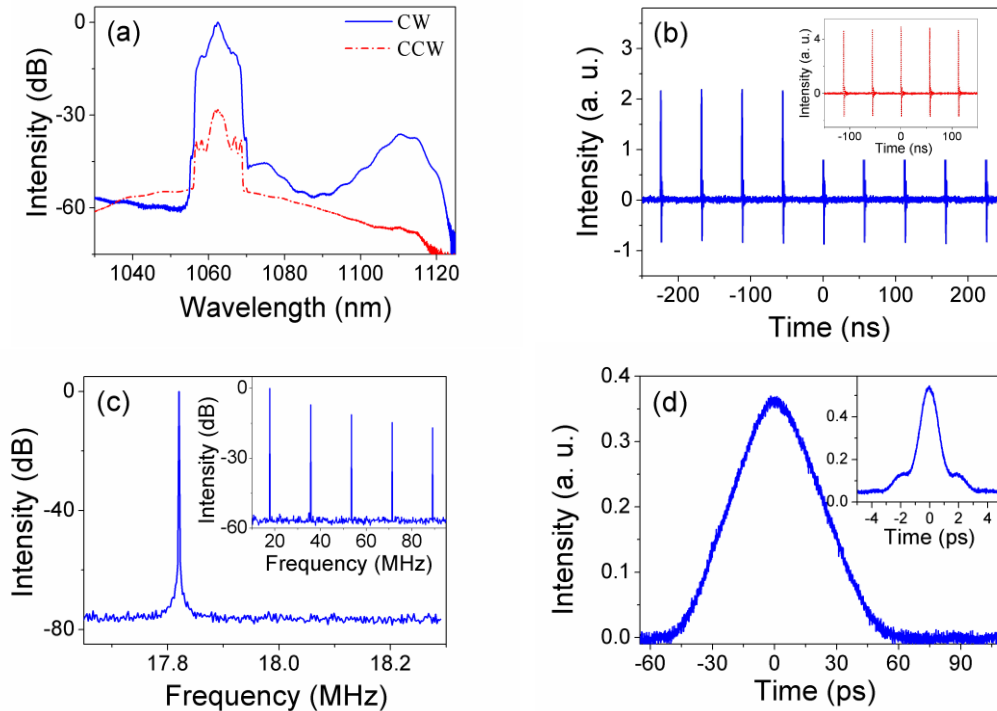 (a)
CW
CCW
0
-30
-60
Intensity (dB)
1040 1060 1080 1100 1120
Wavelength (nm)
(b)
3
2
1
0
-1
Intensity (a. u.)
-200 -100 0 100 200
Time (ns)
4
0
Intensity (a. u.)
-100 0 100
Time (ns)
(c)
0
-40
-80
Intensity (dB)
17.8 18.0 18.2
Frequency (MHz)
0
-30
-60
Intensity (dB)
20 40 60 80
Frequency (MHz)
(d)
0.4
0.3
0.2
0.1
0.0
Intensity (a. u.)
-60 -30 0 30 60 90
Time (ps)
0.4
0.2
0.0
-4 -2 0 2 4
Time (ps)